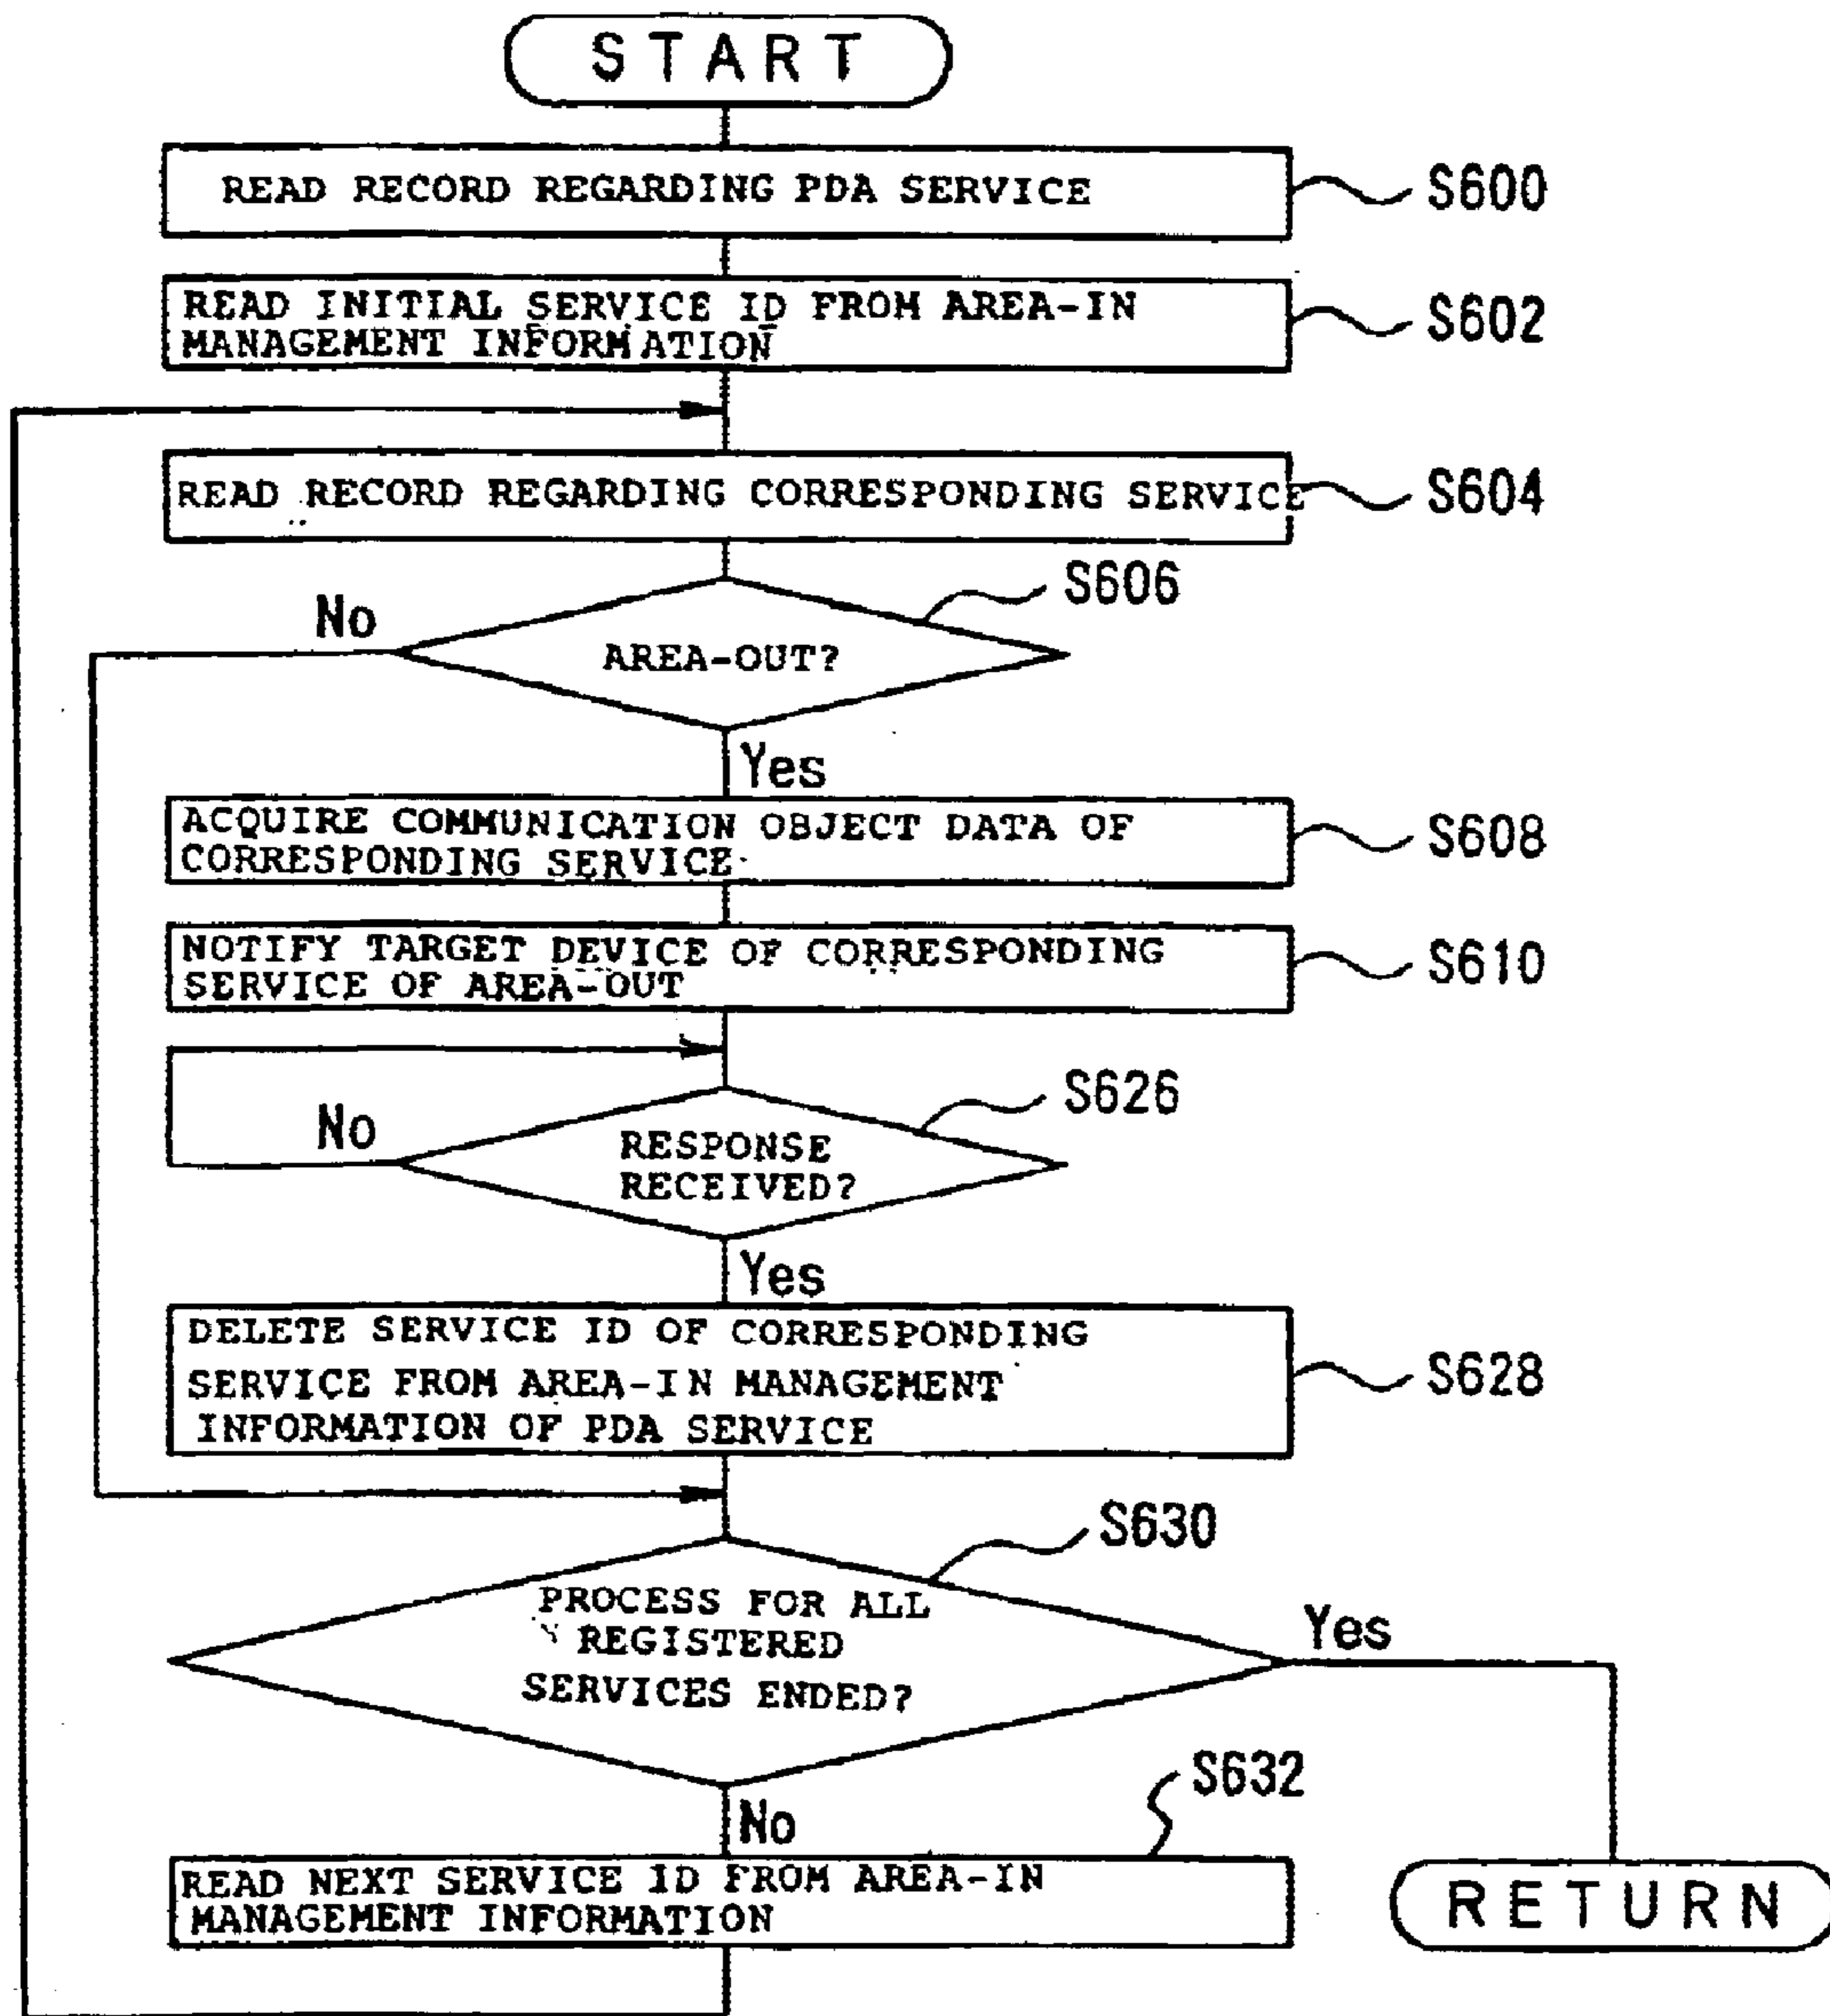 START
READ RECORD REGARDING PDA SERVICE
S600
READ INITIAL SERVICE ID FROM AREA-IN
MANAGEMENT INFORMATION
S602
READ RECORD REGARDING CORRESPONDING SERVICE
S604
S606
No
AREA-OUT?
Yes
ACQUIRE COMMUNICATION OBJECT DATA OF
CORRESPONDING SERVICE
S608
NOTIFY TARGET DEVICE OF CORRESPONDING
SERVICE OF AREA-OUT
S610
S626
No
RESPONSE
RECEIVED?
Yes
DELETE SERVICE ID OF CORRESPONDING
SERVICE FROM AREA-IN MANAGEMENT
INFORMATION OF PDA SERVICE
S628
S630
PROCESS FOR ALL
REGISTERED
SERVICES ENDED?
Yes
S632
No
READ NEXT SERVICE ID FROM AREA-IN
MANAGEMENT INFORMATION
RETURN